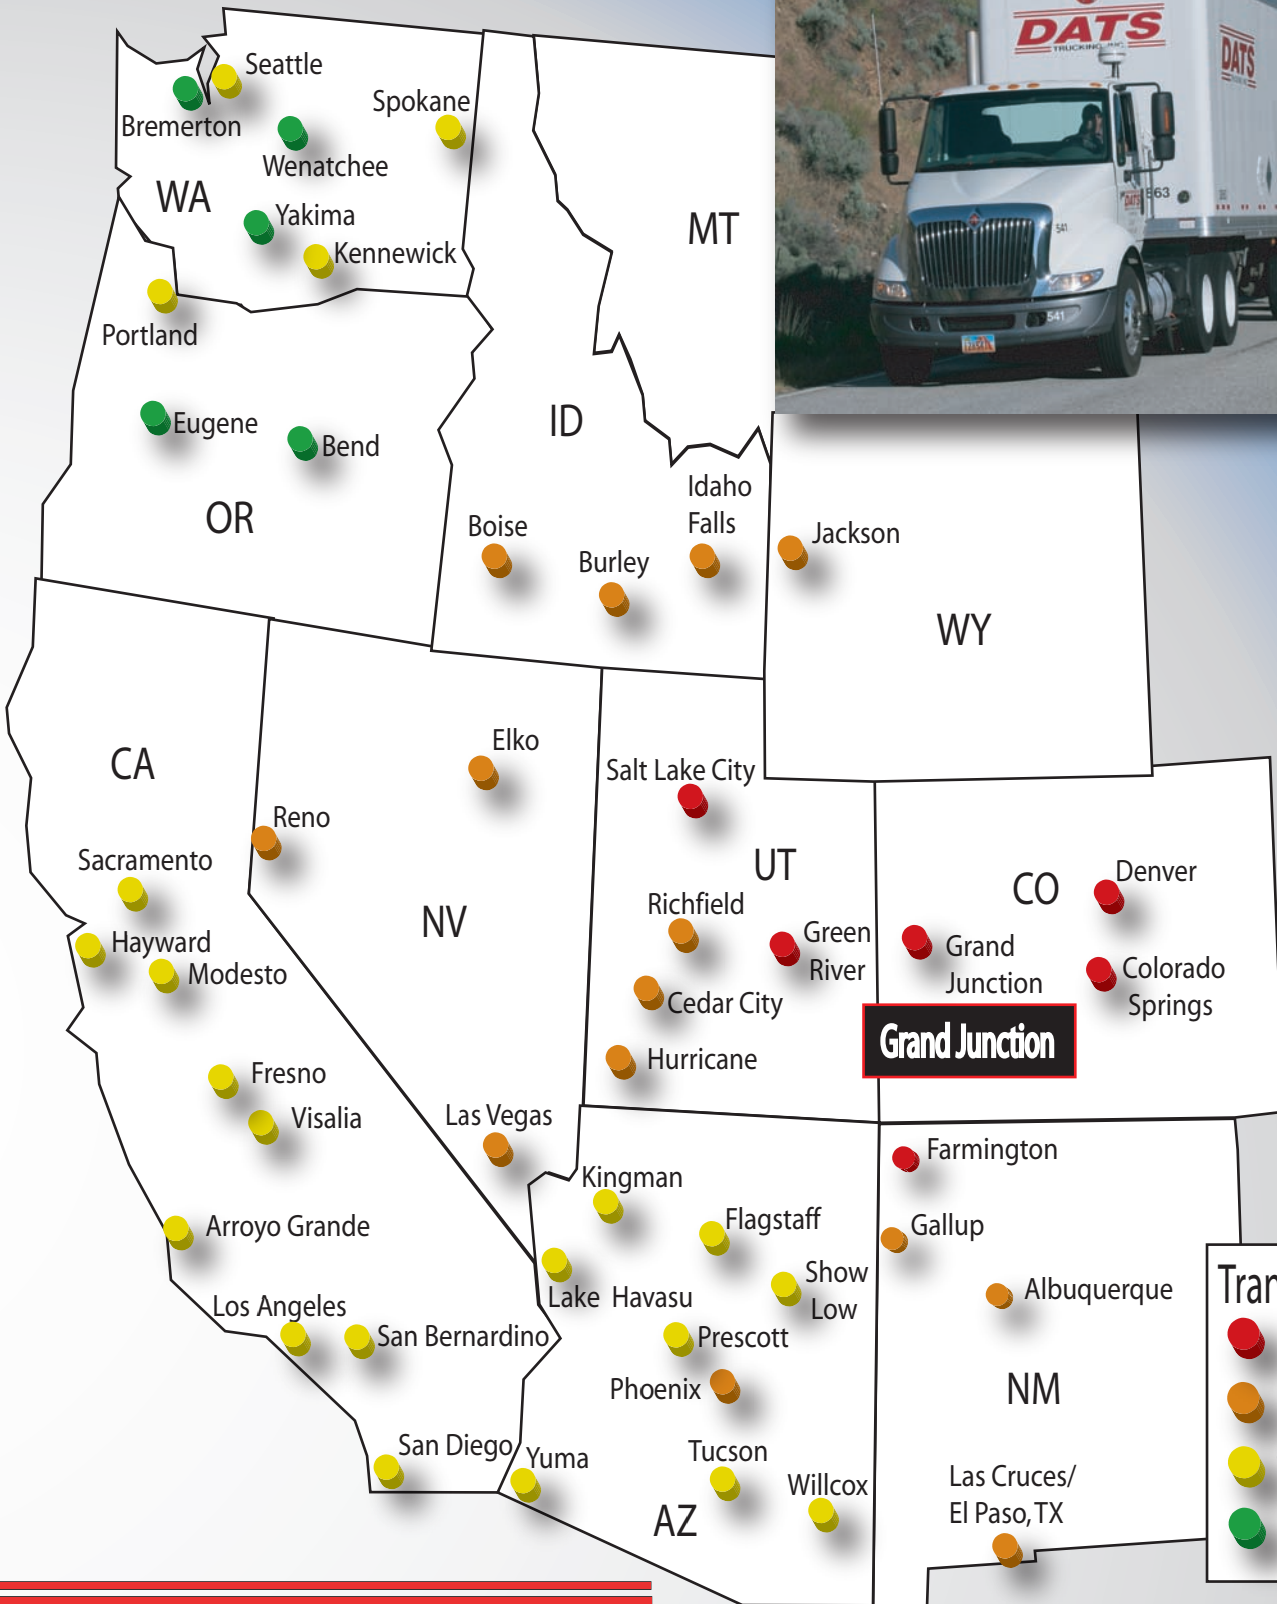 DATS
TRUCKING, INC.
DATS
DATS
563
541
541
Seattle
Bremerton
Spokane
Wenatchee
WA
Yakima
Kennewick
MT
Portland
Eugene
Bend
ID
OR
Idaho
Falls
Boise
Burley
Jackson
WY
CA
Elko
Salt Lake City
Reno
Sacramento
UT
Denver
CO
Richfield
NV
Green
River
Hayward
Modesto
Grand
Junction
Colorado
Springs
Cedar City
Grand Junction
Hurricane
Fresno
Visalia
Las Vegas
Farmington
Kingman
Flagstaff
Gallup
Arroyo Grande
Show
Low
Lake Havasu
Albuquerque
Tran
Los Angeles
San Bernardino
Prescott
Phoenix
NM
San Diego
Yuma
Tucson
Willcox
Las Cruces/
El Paso, TX
AZ